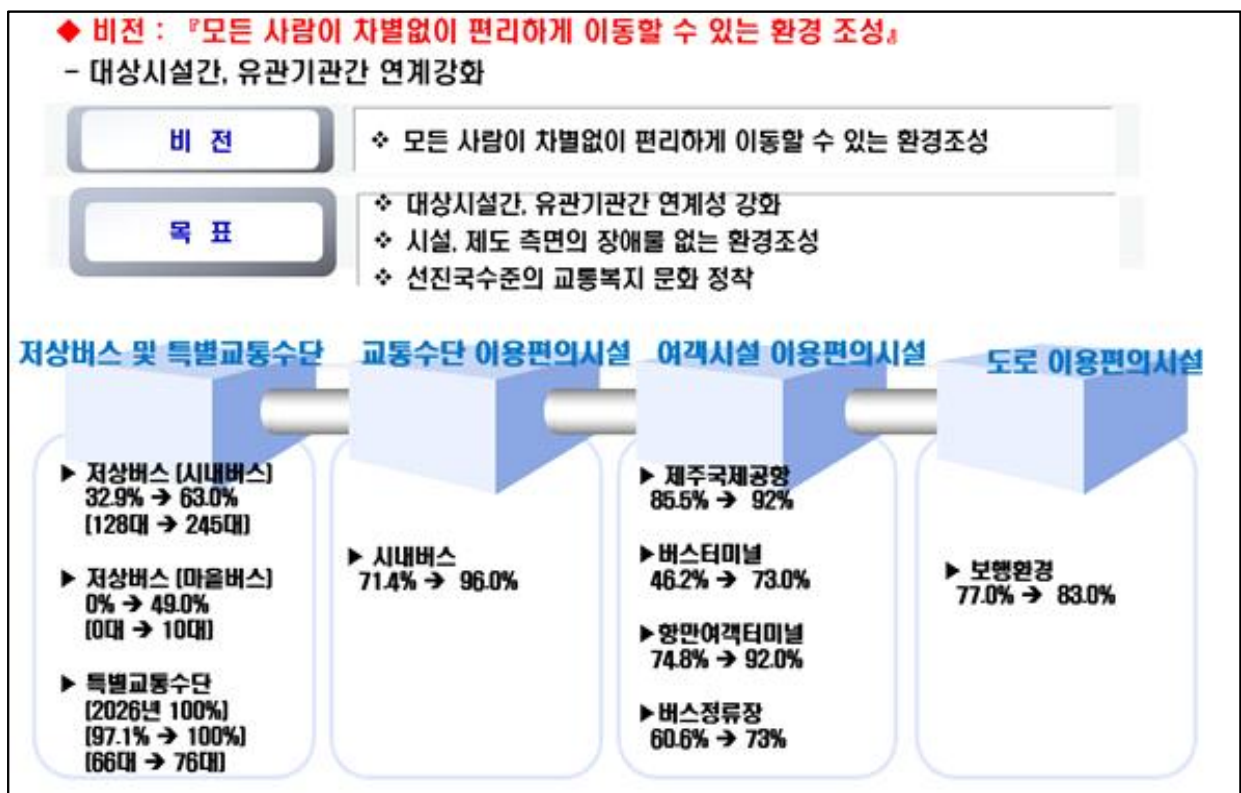 ◆ 비전 : 『모든 사람이 차별없이 편리하게 이동할 수 있는 환경 조성』
- 대상시설간, 유관기관간 연계강화
비 전
❖ 모든 사람이 차별없이 편리하게 이동할 수 있는 환경조성
목 표
❖ 대상시설간, 유관기관간 연계성 강화
❖ 시설, 제도 측면의 장애물 없는 환경조성
❖ 선진국수준의 교통복지 문화 정착
저상버스 및 특별교통수단
▶ 저상버스 (시내버스)
32.9% → 63.0%
(128대 → 245대)
▶ 저상버스 (마을버스)
0% → 49.0%
(0대 → 10대)
▶ 특별교통수단
(2026년 100%)
(97.1% → 100%)
(66대 → 76대)
교통수단 이용편의시설
▶ 시내버스
71.4% → 96.0%
여객시설 이용편의시설
▶ 제주국제공항
85.5% → 92%
▶버스터미널
46.2% → 73.0%
▶항만여객터미널
74.8% → 92.0%
▶버스정류장
60.6% → 73%
도로 이용편의시설
▶ 보행환경
77.0% → 83.0%